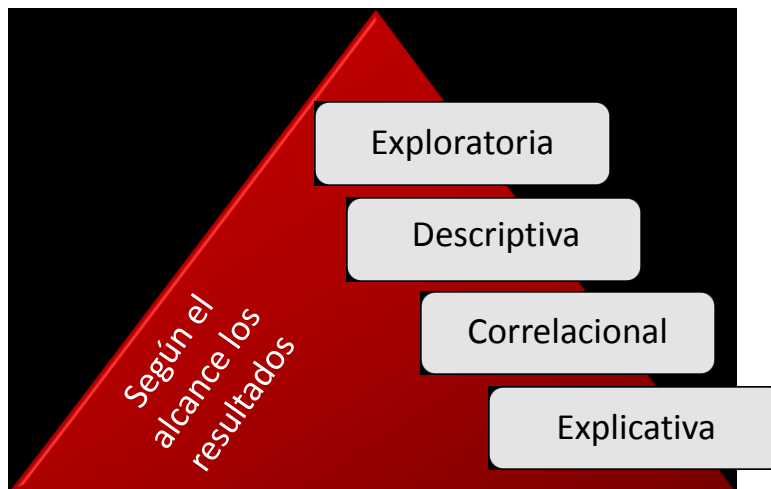 Exploratoria
Descriptiva
Correlacional
Explicativa
Según el
alcance los
resultados